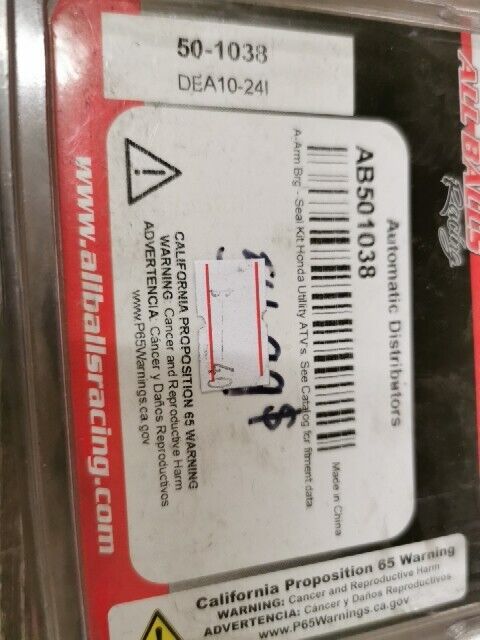 50-1038
DEA10-24I
ALL BALLS
Racing
Automatic Distributors
AB501038
Made in China
A-Arm Brg - Seal Kit Honda Utility ATV's. See Catalog for fitment data.
CALIFORNIA PROPOSITION 65 WARNING
WARNING: Cancer and Reproductive Harm
ADVERTENCIA: Cáncer y Daños Reproductivos
www.P65Warnings.ca.gov
www.allballsracing.com
California Proposition 65 Warning
WARNING: Cancer and Reproductive Harm
ADVERTENCIA: Cáncer y Daños Reproductivos
www.P65Warnings.ca.gov